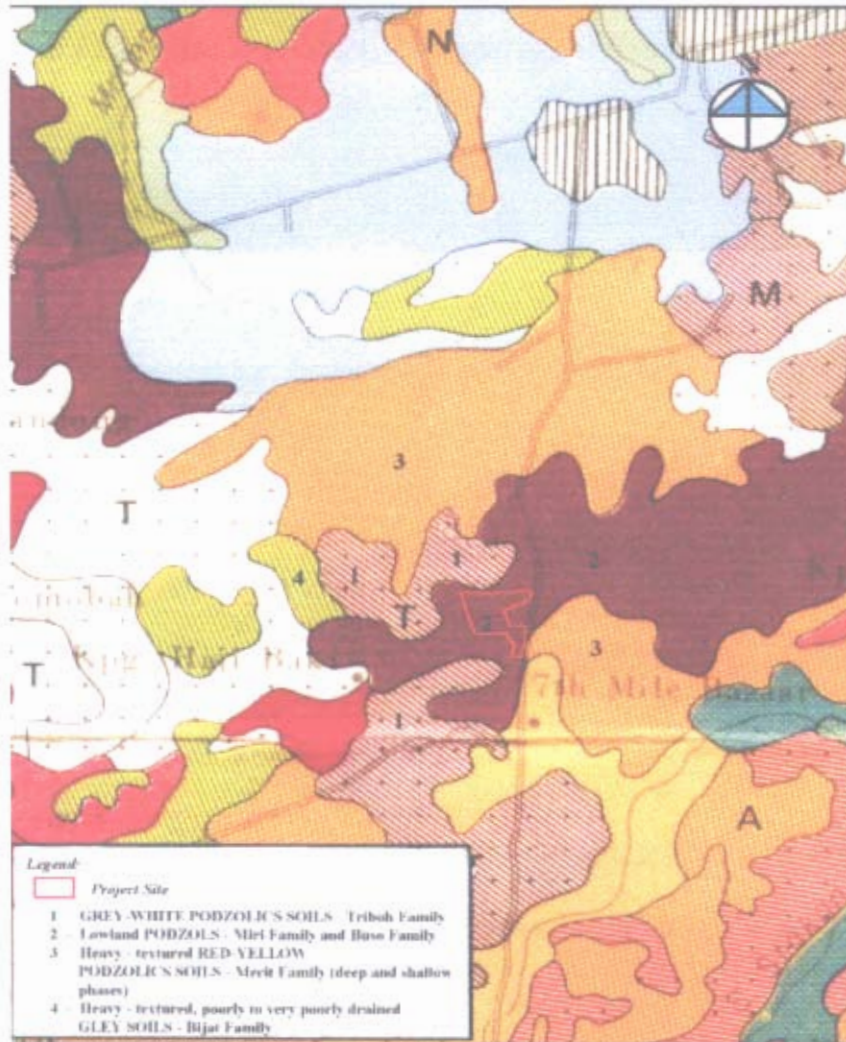 N
M
3
T
1
1
2
4
T
2
3
Kpg Haji Baki
T
7th Mile Bazaar
1
A
Legend:
Project Site
1 GREY-WHITE PODZOLICS SOILS - Triboh Family
2 - Lowland PODZOLS - Miri Family and Buso Family
3 Heavy - textured RED-YELLOW
PODZOLICS SOILS - Merit Family (deep and shallow
phases)
4 - Heavy - textured, poorly to very poorly drained
GLEY SOILS - Bijat Family